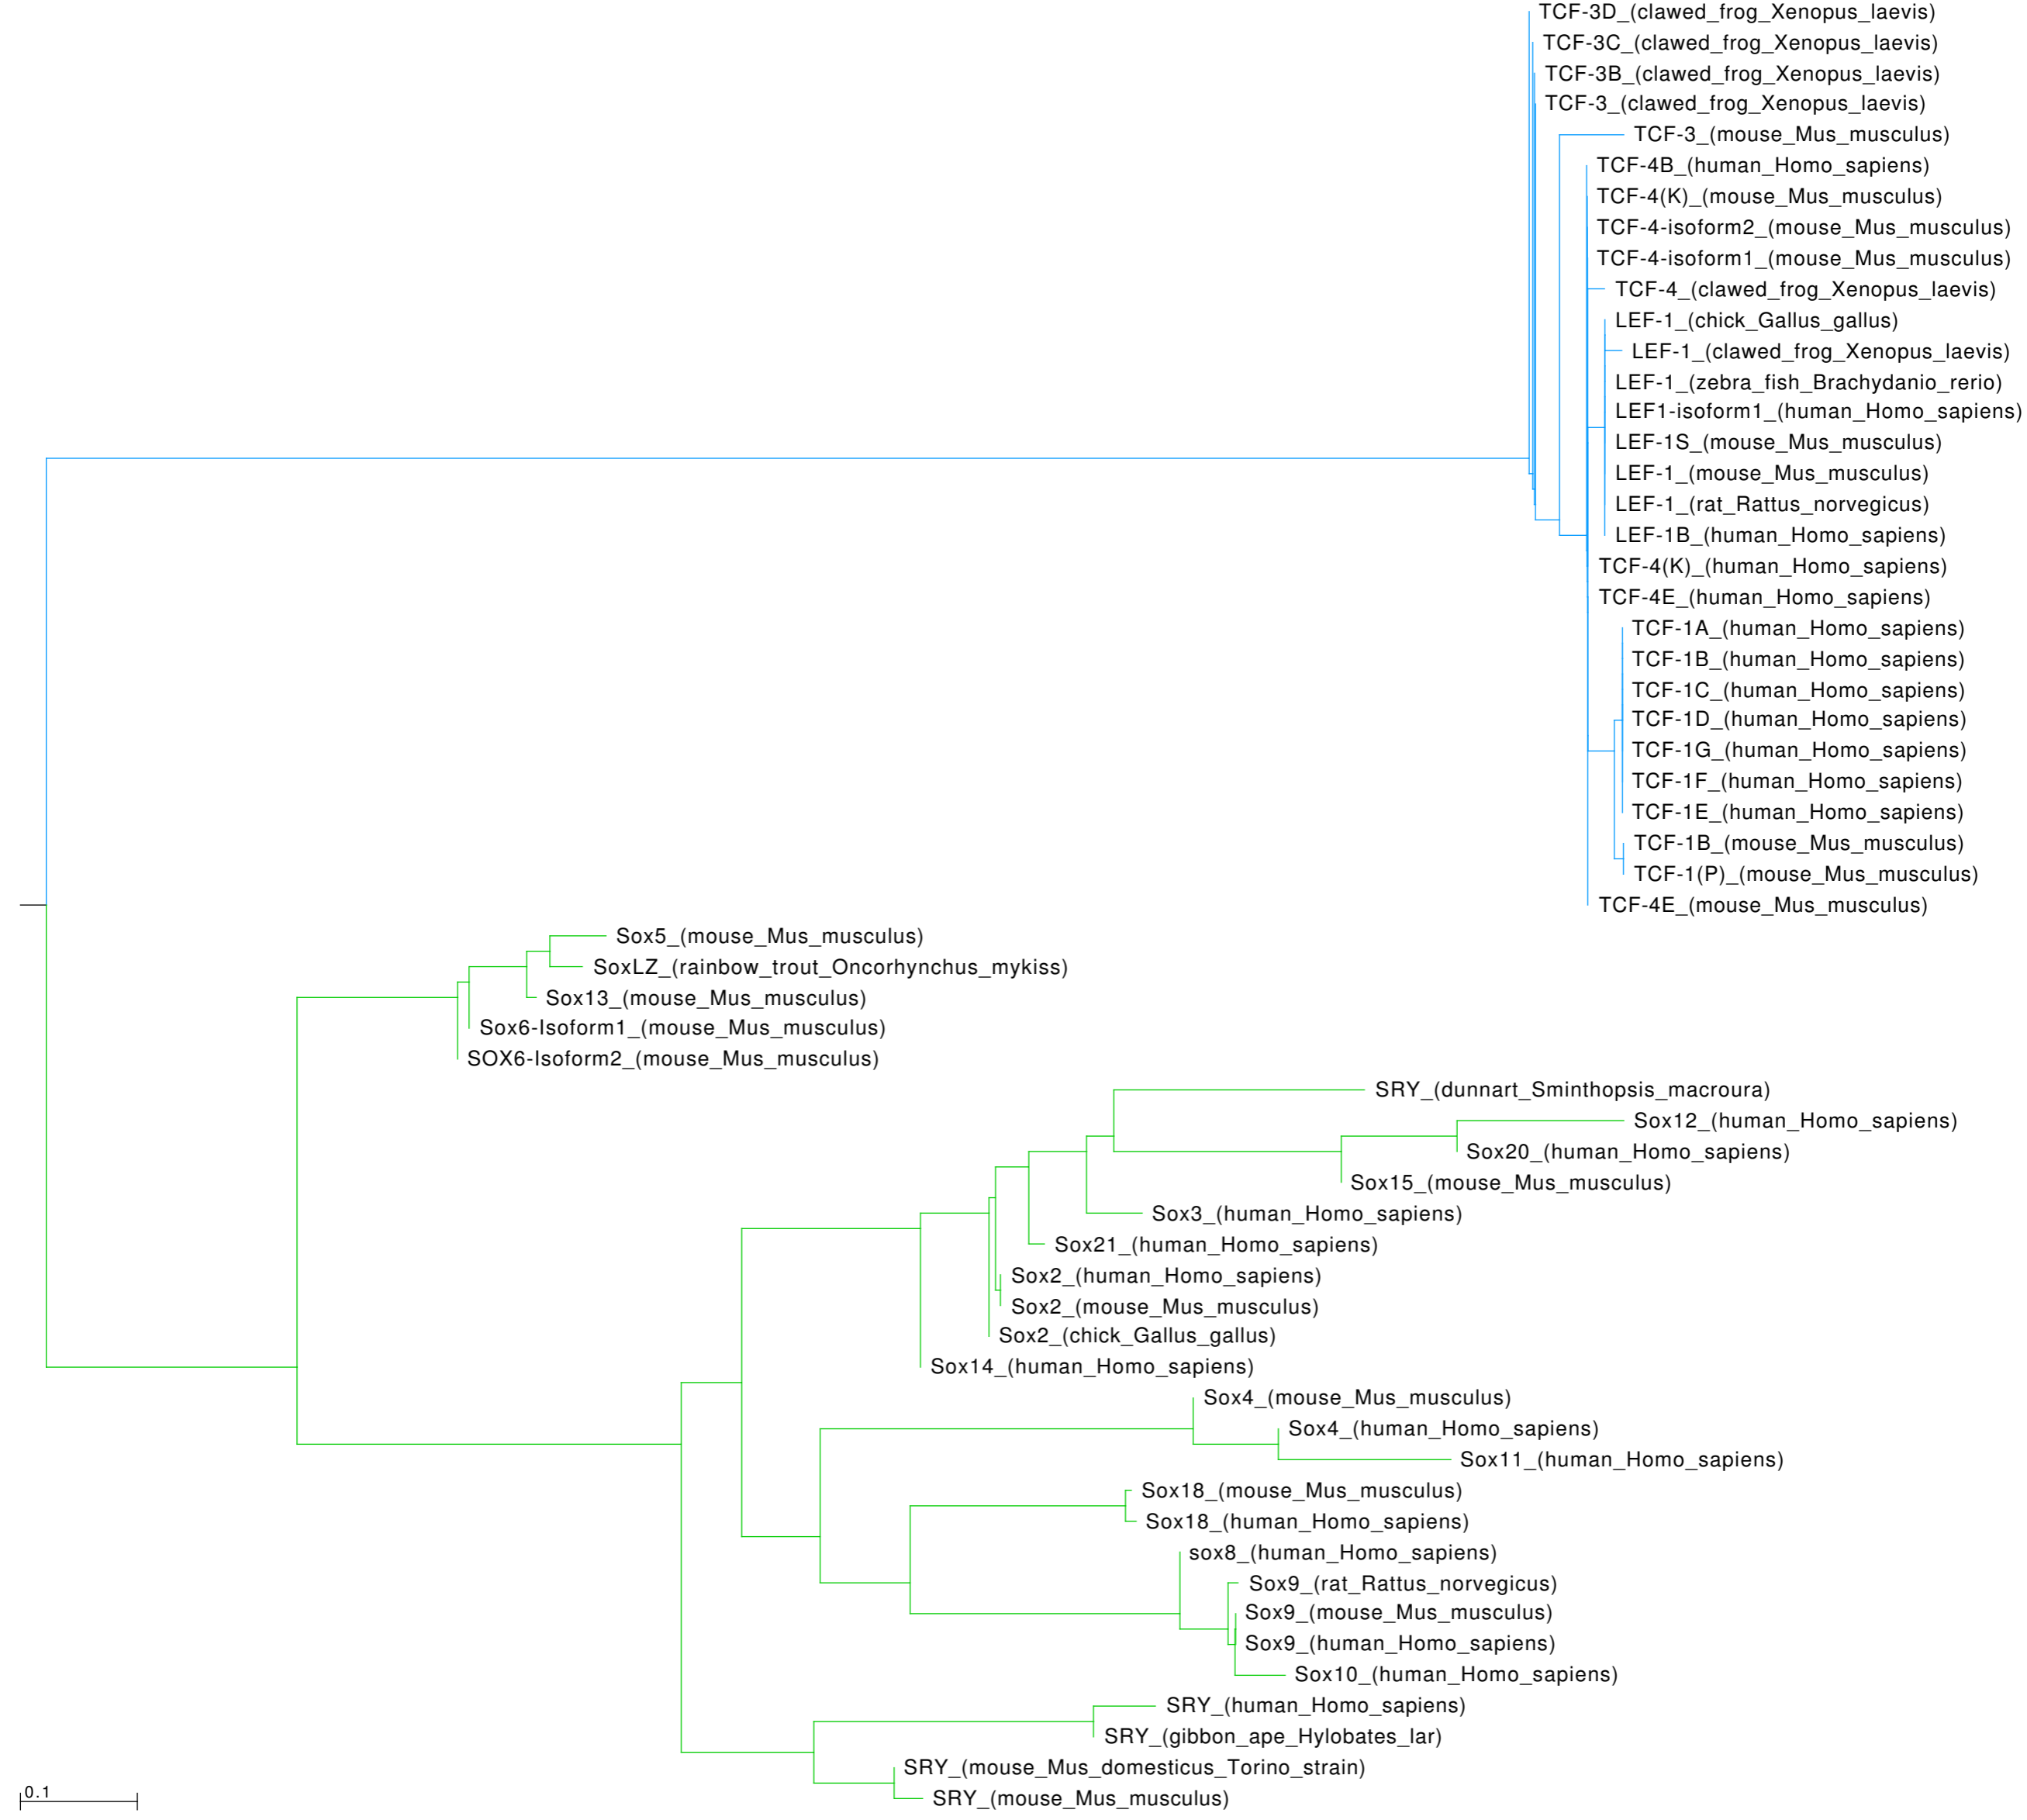 TCF-3D_(clawed_frog_Xenopus_laevis)
TCF-3C_(clawed_frog_Xenopus_laevis)
TCF-3B_(clawed_frog_Xenopus_laevis)
TCF-3_(clawed_frog_Xenopus_laevis)
TCF-3_(mouse_Mus_musculus)
TCF-4B_(human_Homo_sapiens)
TCF-4(K)_(mouse_Mus_musculus)
TCF-4-isoform2_(mouse_Mus_musculus)
TCF-4-isoform1_(mouse_Mus_musculus)
TCF-4_(clawed_frog_Xenopus_laevis)
LEF-1_(chick_Gallus_gallus)
LEF-1_(clawed_frog_Xenopus_laevis)
LEF-1_(zebra_fish_Brachydanio_rerio)
LEF1-isoform1_(human_Homo_sapiens)
LEF-1S_(mouse_Mus_musculus)
LEF-1_(mouse_Mus_musculus)
LEF-1_(rat_Rattus_norvegicus)
LEF-1B_(human_Homo_sapiens)
TCF-4(K)_(human_Homo_sapiens)
TCF-4E_(human_Homo_sapiens)
TCF-1A_(human_Homo_sapiens)
TCF-1B_(human_Homo_sapiens)
TCF-1C_(human_Homo_sapiens)
TCF-1D_(human_Homo_sapiens)
TCF-1G_(human_Homo_sapiens)
TCF-1F_(human_Homo_sapiens)
TCF-1E_(human_Homo_sapiens)
TCF-1B_(mouse_Mus_musculus)
TCF-1(P)_(mouse_Mus_musculus)
TCF-4E_(mouse_Mus_musculus)
Sox5_(mouse_Mus_musculus)
SoxLZ_(rainbow_trout_Oncorhynchus_mykiss)
Sox13_(mouse_Mus_musculus)
Sox6-Isoform1_(mouse_Mus_musculus)
SOX6-Isoform2_(mouse_Mus_musculus)
SRY_(dunnart_Sminthopsis_macroura)
Sox12_(human_Homo_sapiens)
Sox20_(human_Homo_sapiens)
Sox15_(mouse_Mus_musculus)
Sox3_(human_Homo_sapiens)
Sox21_(human_Homo_sapiens)
Sox2_(human_Homo_sapiens)
Sox2_(mouse_Mus_musculus)
Sox2_(chick_Gallus_gallus)
Sox14_(human_Homo_sapiens)
Sox4_(mouse_Mus_musculus)
Sox4_(human_Homo_sapiens)
Sox11_(human_Homo_sapiens)
Sox18_(mouse_Mus_musculus)
Sox18_(human_Homo_sapiens)
sox8_(human_Homo_sapiens)
Sox9_(rat_Rattus_norvegicus)
Sox9_(mouse_Mus_musculus)
Sox9_(human_Homo_sapiens)
Sox10_(human_Homo_sapiens)
SRY_(human_Homo_sapiens)
SRY_(gibbon_ape_Hylobates_lar)
SRY_(mouse_Mus_domesticus_Torino_strain)
SRY_(mouse_Mus_musculus)
0.1